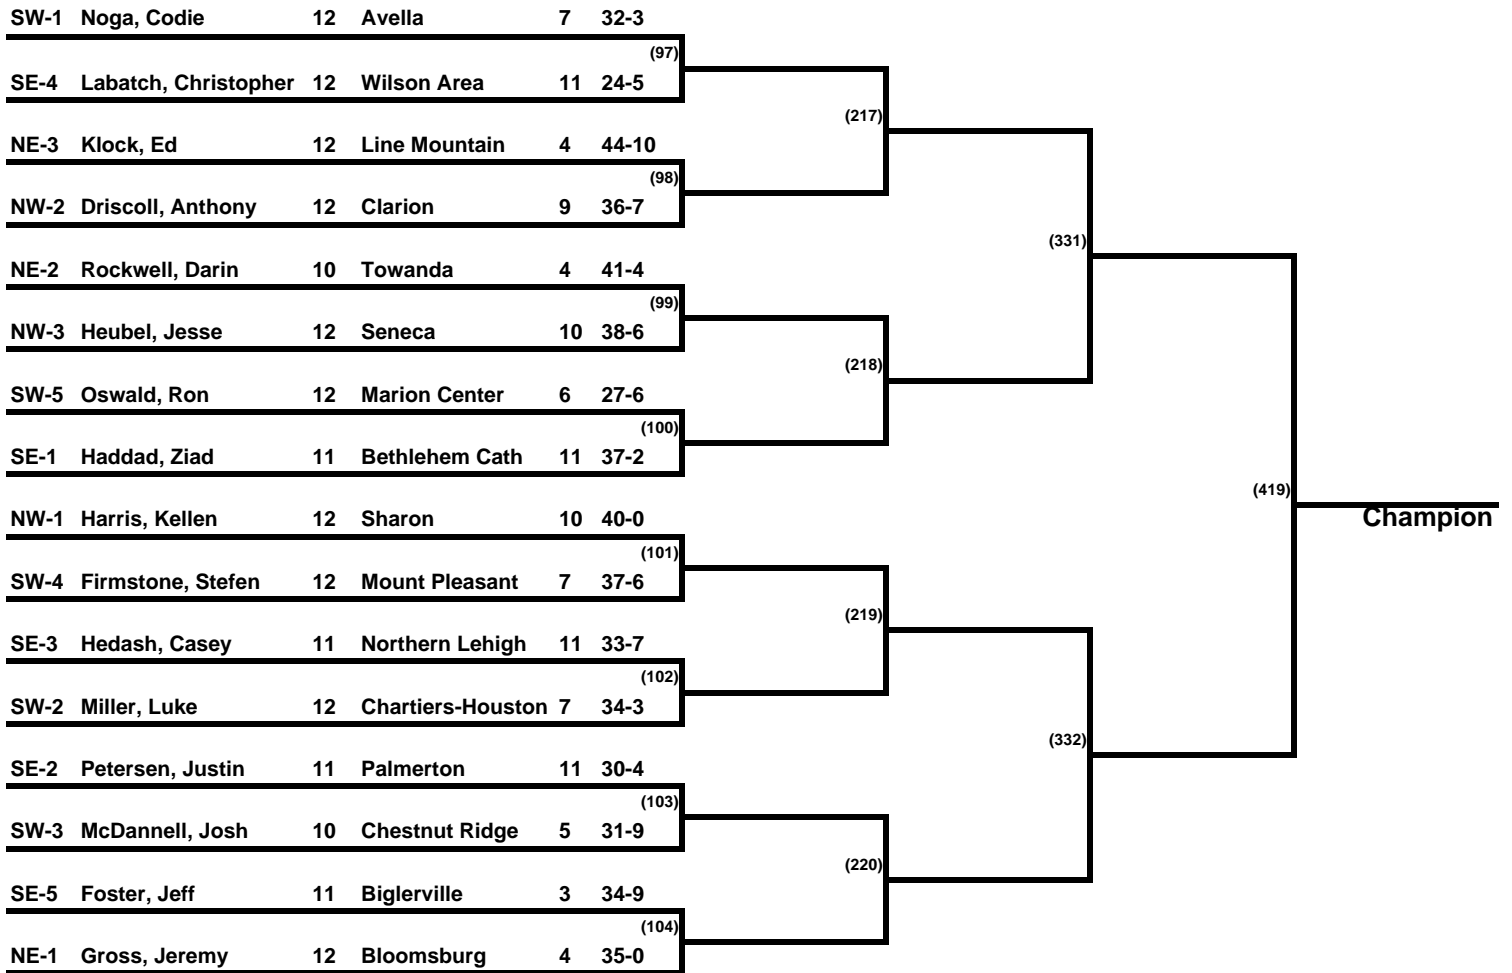 SW-1 Noga, Codie 12 Avella 7 32-3
(97)
SE-4 Labatch, Christopher 12 Wilson Area 11 24-5
(217)
NE-3 Klock, Ed 12 Line Mountain 4 44-10
(98)
NW-2 Driscoll, Anthony 12 Clarion 9 36-7
(331)
NE-2 Rockwell, Darin 10 Towanda 4 41-4
(99)
NW-3 Heubel, Jesse 12 Seneca 10 38-6
(218)
SW-5 Oswald, Ron 12 Marion Center 6 27-6
(100)
SE-1 Haddad, Ziad 11 Bethlehem Cath 11 37-2
(419)
NW-1 Harris, Kellen 12 Sharon 10 40-0
Champion
(101)
SW-4 Firmstone, Stefen 12 Mount Pleasant 7 37-6
(219)
SE-3 Hedash, Casey 11 Northern Lehigh 11 33-7
(102)
SW-2 Miller, Luke 12 Chartiers-Houston 7 34-3
(332)
SE-2 Petersen, Justin 11 Palmerton 11 30-4
(103)
SW-3 McDannell, Josh 10 Chestnut Ridge 5 31-9
(220)
SE-5 Foster, Jeff 11 Biglerville 3 34-9
(104)
NE-1 Gross, Jeremy 12 Bloomsburg 4 35-0